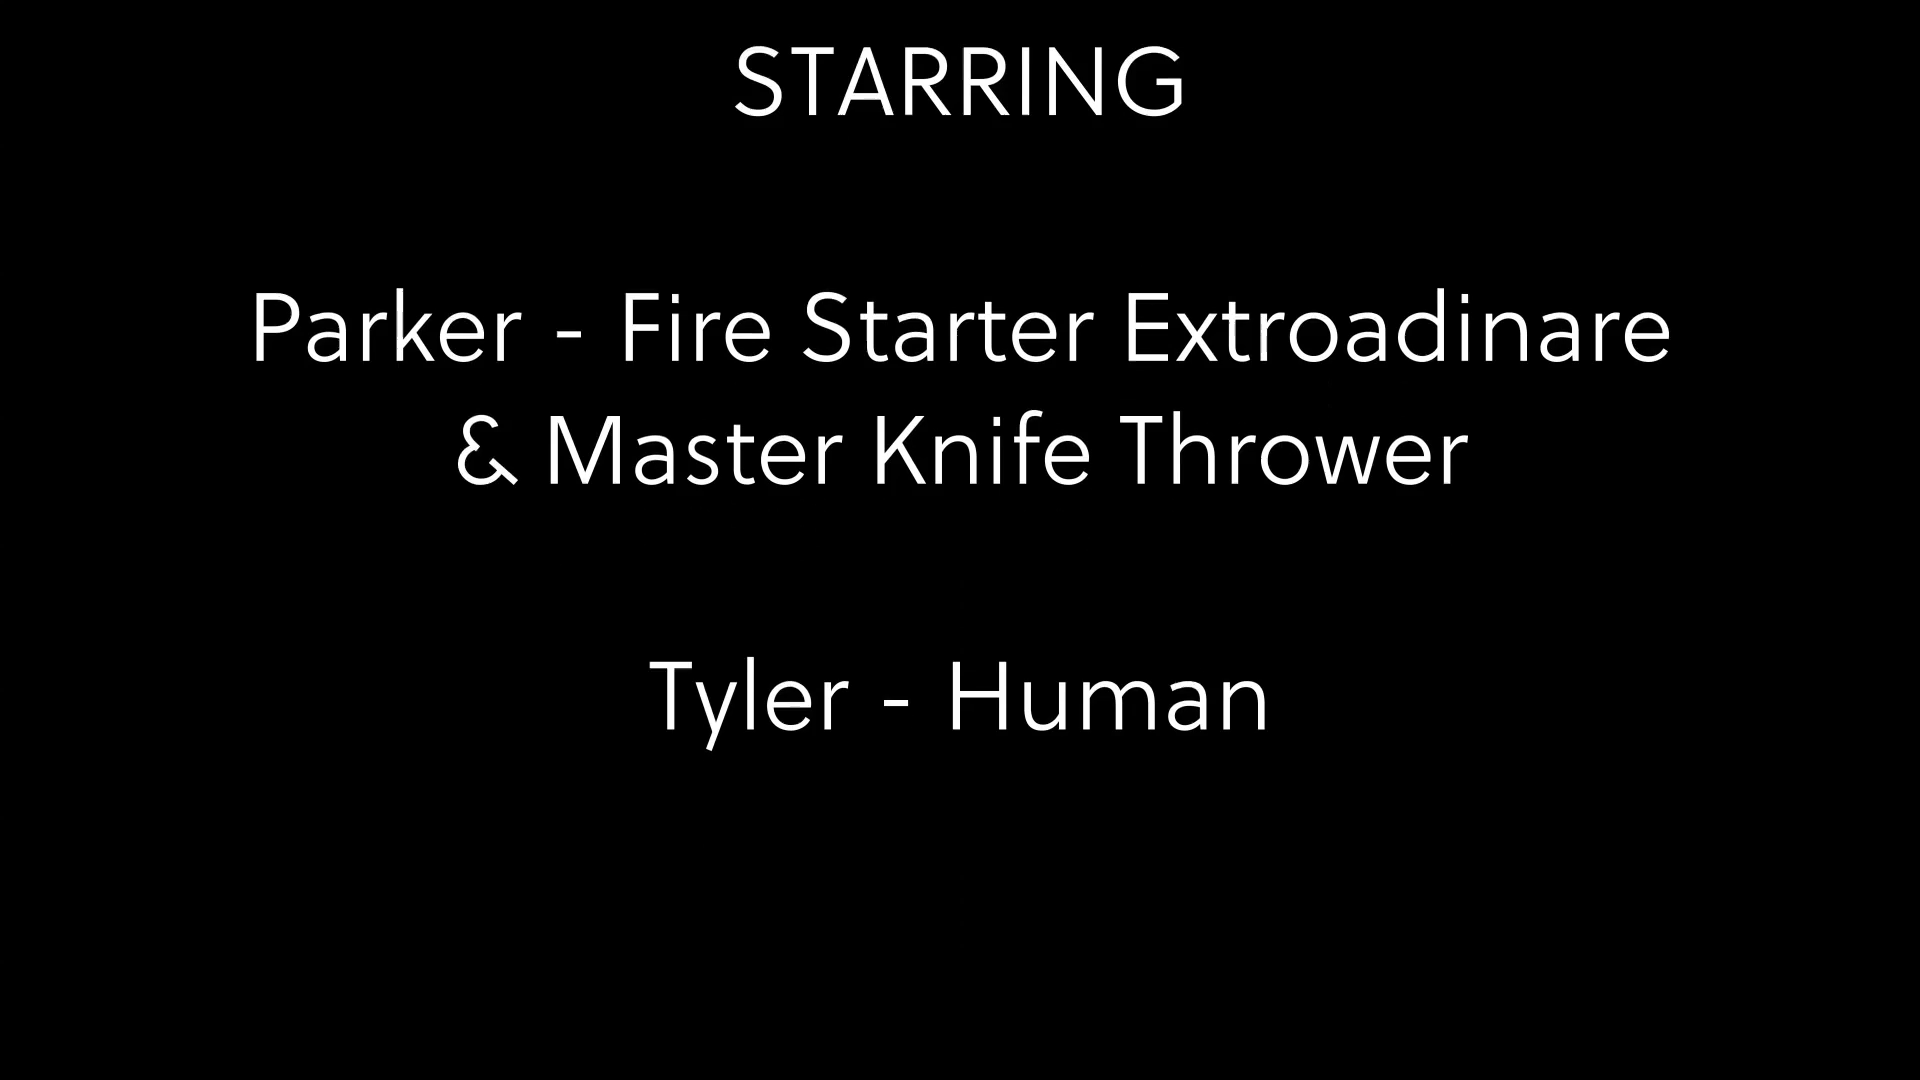 STARRING
Parker - Fire Starter Extroadinare
& Master Knife Thrower
Tyler - Human